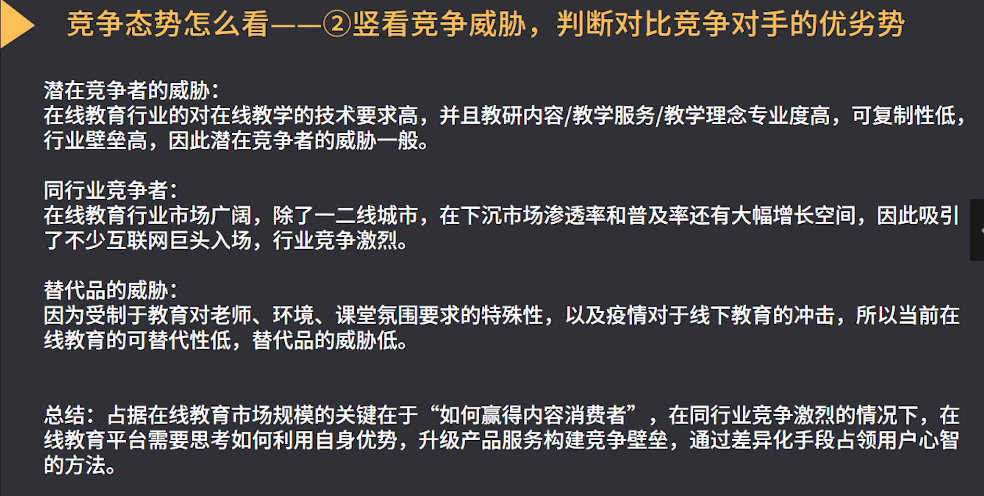 竞争态势怎么看——②竖看竞争威胁，判断对比竞争对手的优劣势
潜在竞争者的威胁：
在线教育行业的对在线教学的技术要求高，并且教研内容/教学服务/教学理念专业度高，可复制性低，
行业壁垒高，因此潜在竞争者的威胁一般。
同行业竞争者：
在线教育行业市场广阔，除了一二线城市，在下沉市场渗透率和普及率还有大幅增长空间，因此吸引
了不少互联网巨头入场，行业竞争激烈。
替代品的威胁：
因为受制于教育对老师、环境、课堂氛围要求的特殊性，以及疫情对于线下教育的冲击，所以当前在
线教育的可替代性低，替代品的威胁低。
总结：占据在线教育市场规模的关键在于“如何赢得内容消费者”，在同行业竞争激烈的情况下，在
线教育平台需要思考如何利用自身优势，升级产品服务构建竞争壁垒，通过差异化手段占领用户心智
的方法。